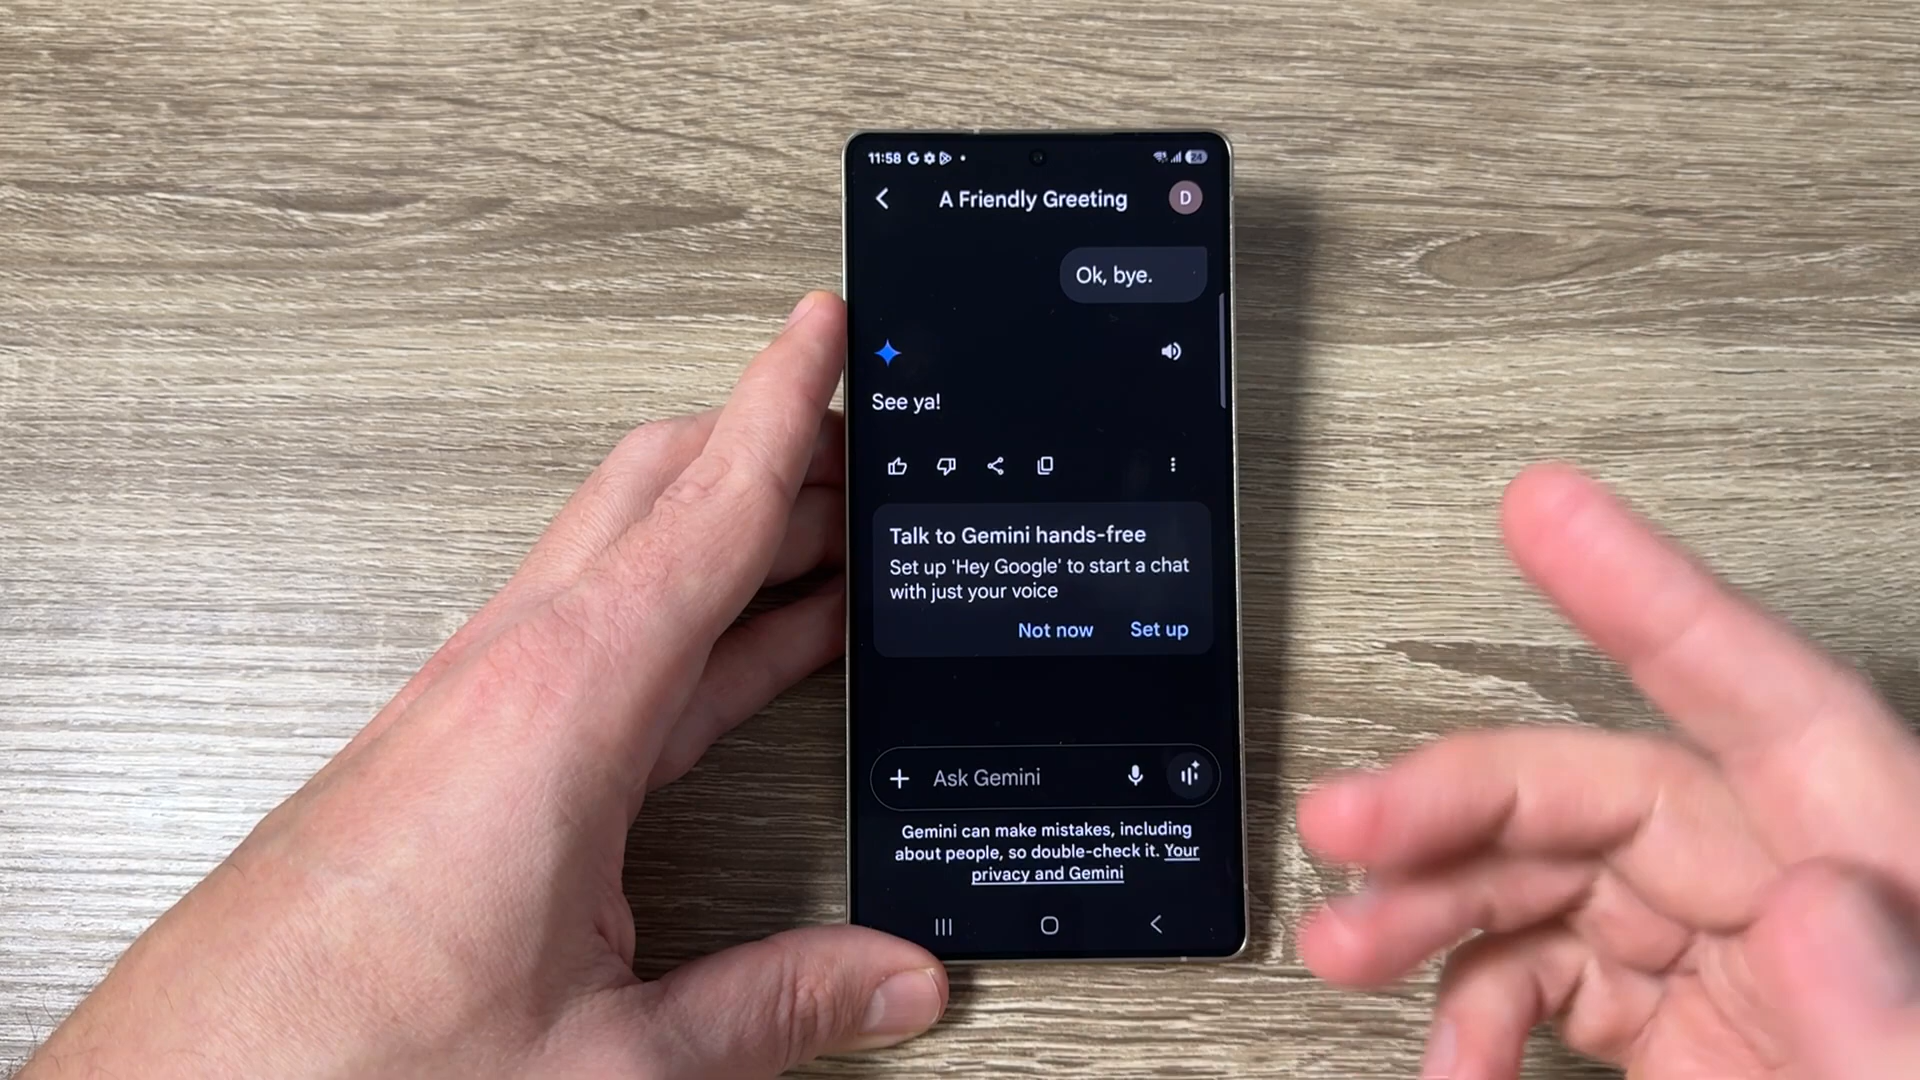 11:58 G 24
A Friendly Greeting D
Ok, bye.
See ya!
Talk to Gemini hands-free
Set up 'Hey Google' to start a chat
with just your voice
Not now Set up
Ask Gemini
Gemini can make mistakes, including
about people, so double-check it. Your
privacy and Gemini